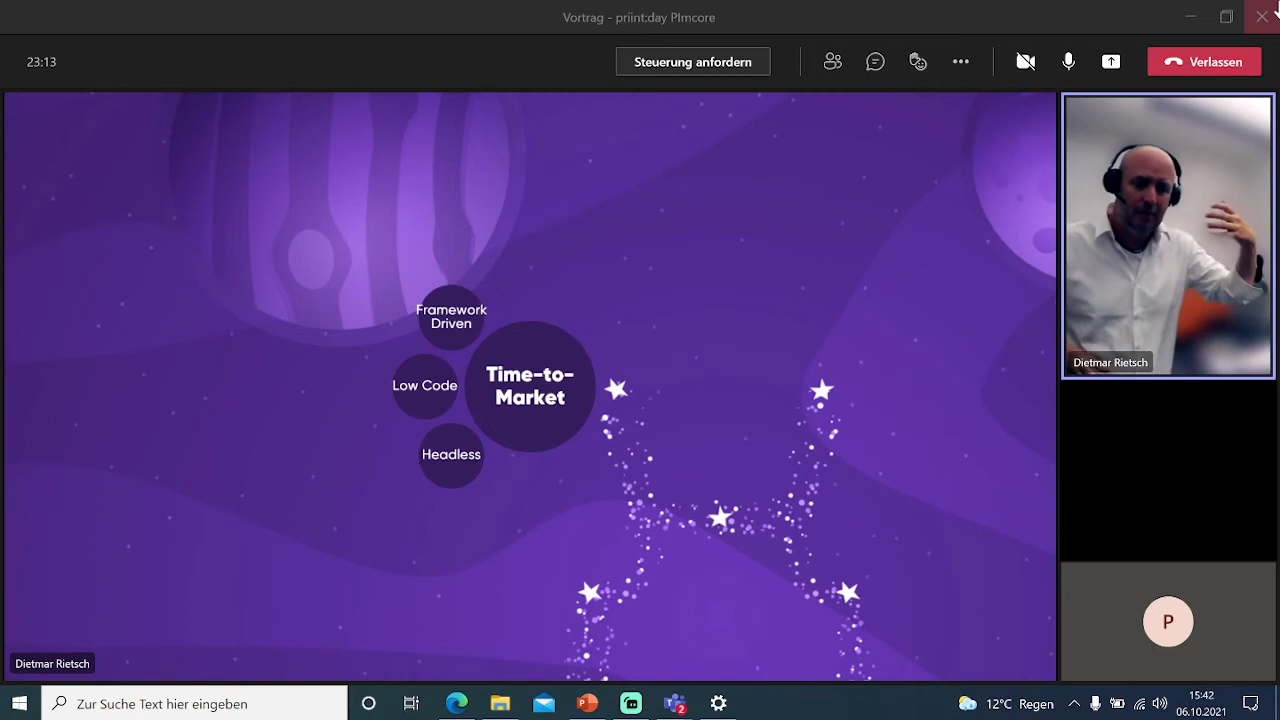 Vortrag - priint:day PImcore
23:13
Steuerung anfordern
Verlassen
Framework
Driven
Low Code
Time-to-
Market
Headless
Dietmar Rietsch
P
Dietmar Rietsch
Zur Suche Text hier eingeben
2
12°C Regen
15:42
06.10.2021